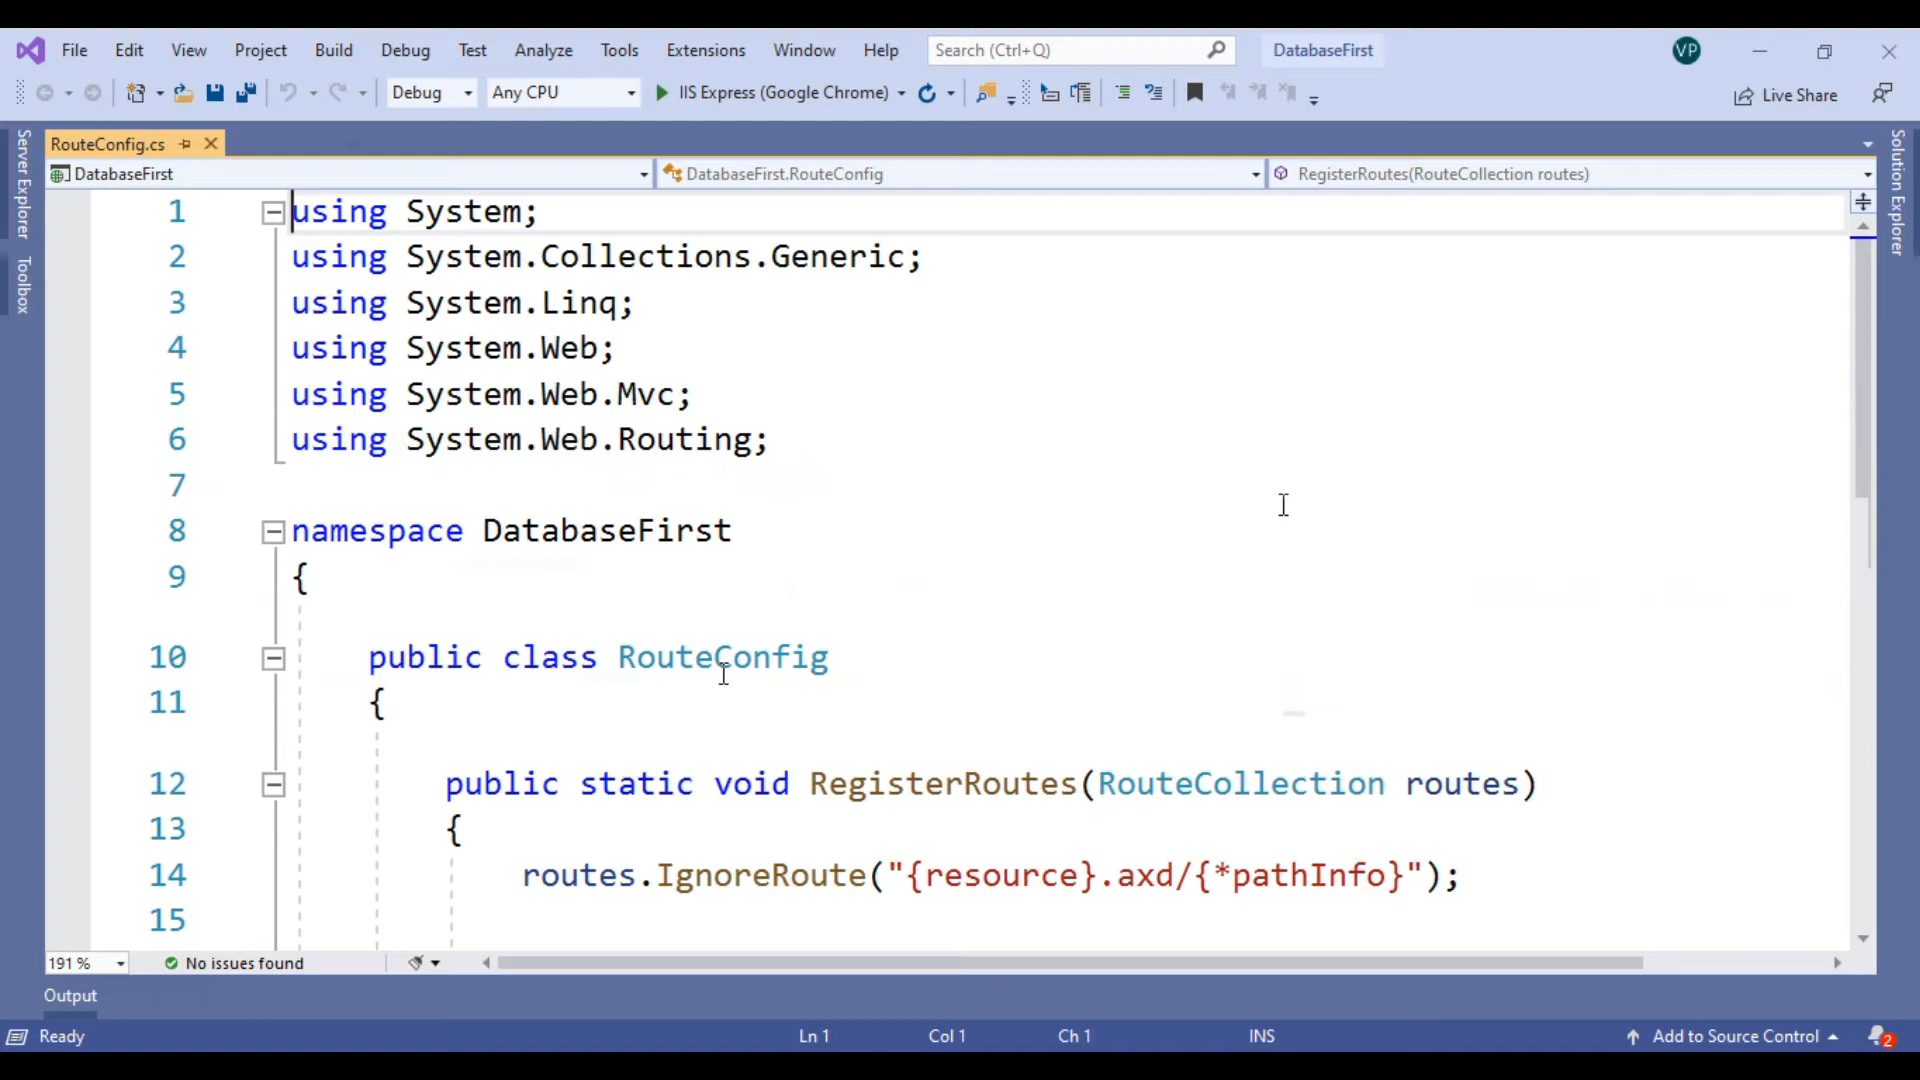 File Edit View Project Build Debug Test Analyze Tools Extensions Window Help Search (Ctrl+Q) DatabaseFirst VP
Debug Any CPU IIS Express (Google Chrome) Live Share
Server Explorer
Toolbox
RouteConfig.cs
DatabaseFirst DatabaseFirst.RouteConfig RegisterRoutes(RouteCollection routes)
1 using System;
2 using System.Collections.Generic;
3 using System.Linq;
4 using System.Web;
5 using System.Web.Mvc;
6 using System.Web.Routing;
7
8 namespace DatabaseFirst
9 {
10 public class RouteConfig
11 {
12 public static void RegisterRoutes(RouteCollection routes)
13 {
14 routes.IgnoreRoute("{resource}.axd/{*pathInfo}");
15
Solution Explorer
191 % No issues found
Output
Ready Ln 1 Col 1 Ch 1 INS Add to Source Control 2